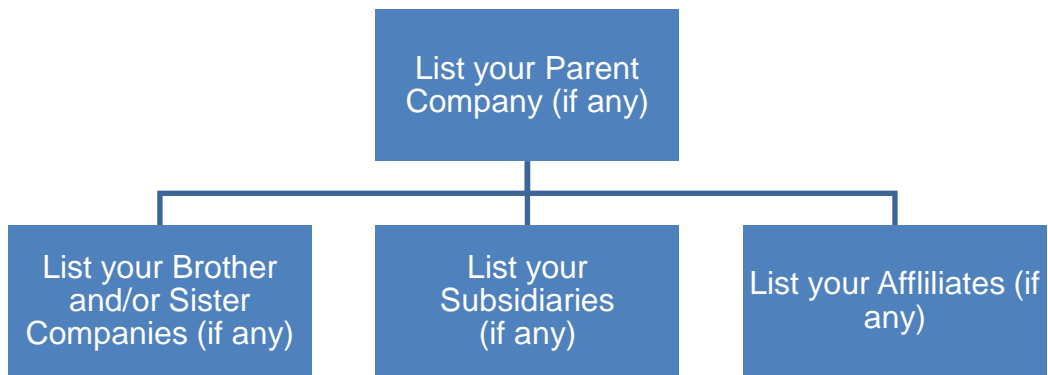 List your Parent
Company (if any)
List your Brother
and/or Sister
Companies (if any)
List your
Subsidiaries
(if any)
List your Affliliates (if
any)